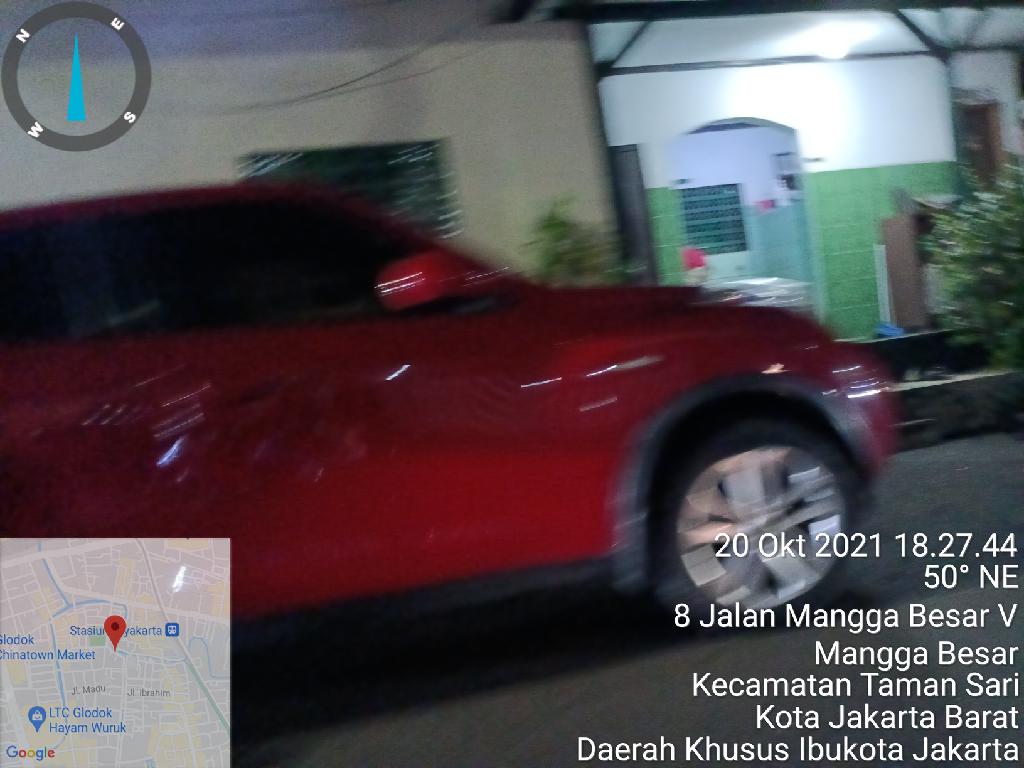 N
E
W
S
Glodok
Chinatown Market
Jl. Madu
Jl. Ibrahim
LTC Glodok
Hayam Wuruk
Google
20 Okt 2021 18.27.44
50° NE
8 Jalan Mangga Besar V
Mangga Besar
Kecamatan Taman Sari
Kota Jakarta Barat
Daerah Khusus Ibukota Jakarta